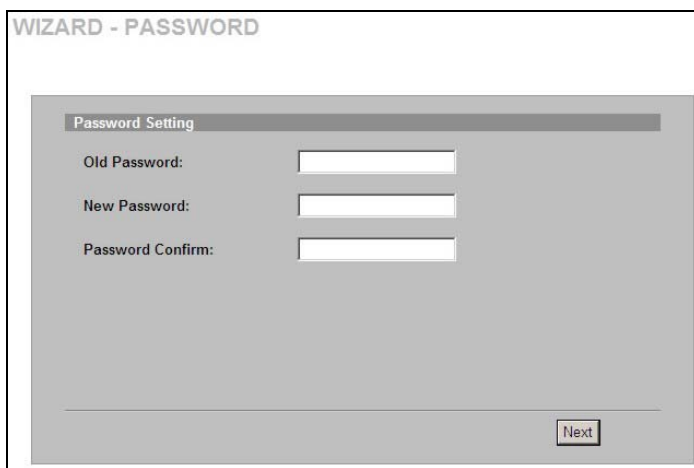 WIZARD - PASSWORD
Password Setting
Old Password:
New Password:
Password Confirm:
Next